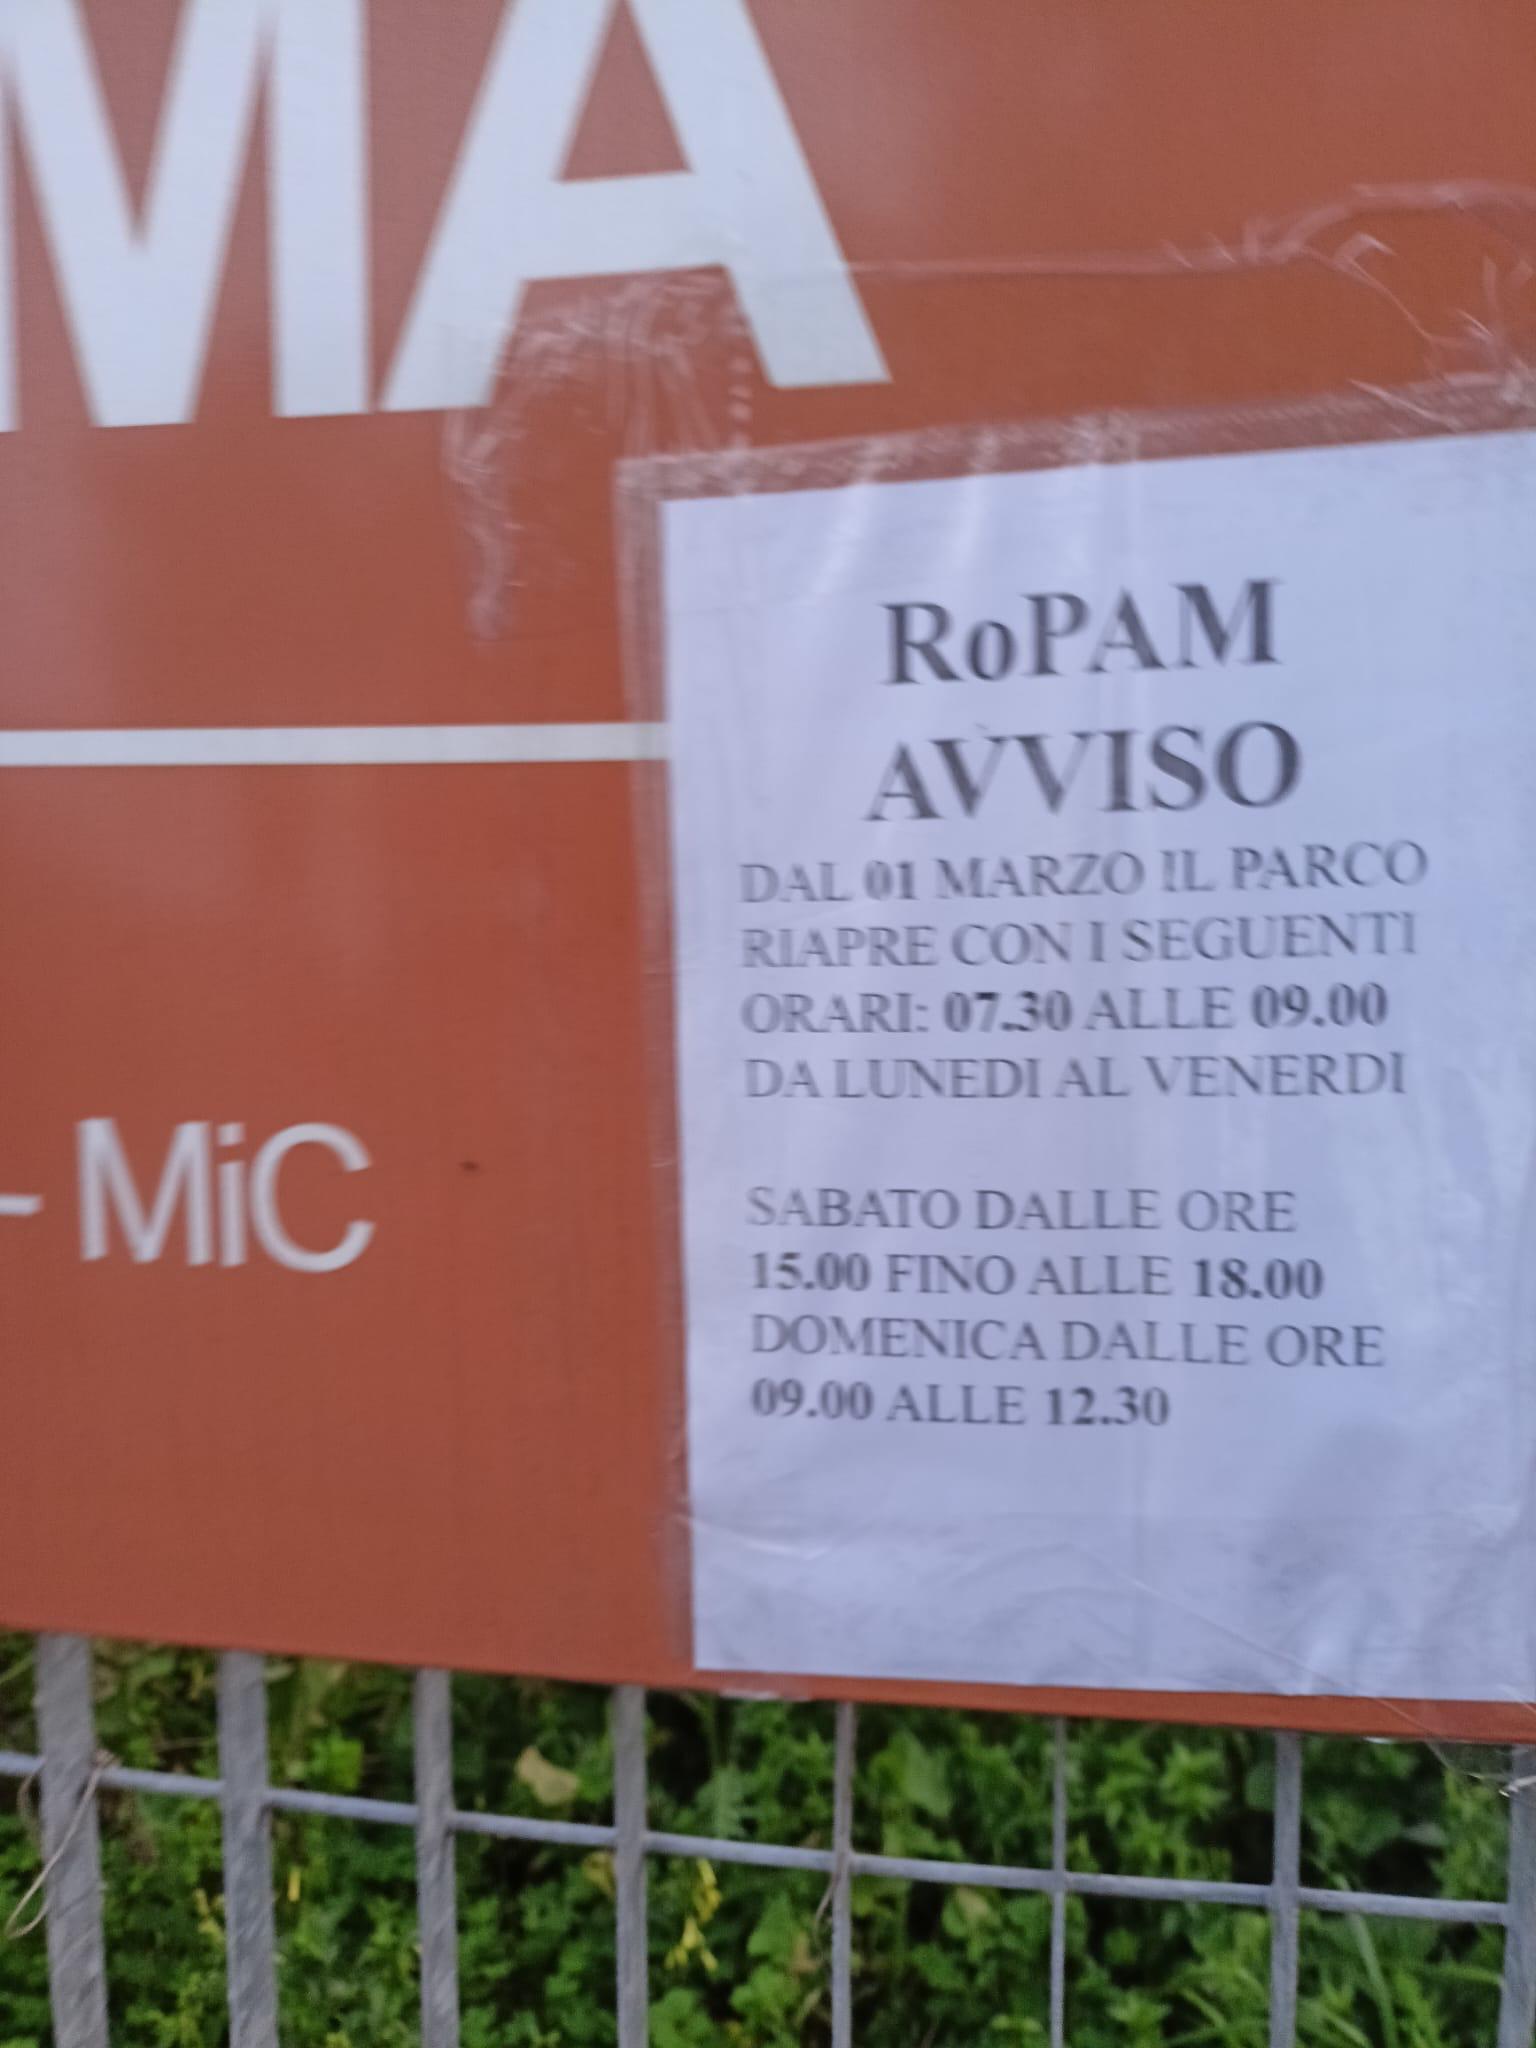 MA
- MiC
RoPAM
AVVISO
DAL 01 MARZO IL PARCO
RIAPRE CON I SEGUENTI
ORARI: 07.30 ALLE 09.00
DA LUNEDI AL VENERDI
SABATO DALLE ORE
15.00 FINO ALLE 18.00
DOMENICA DALLE ORE
09.00 ALLE 12.30